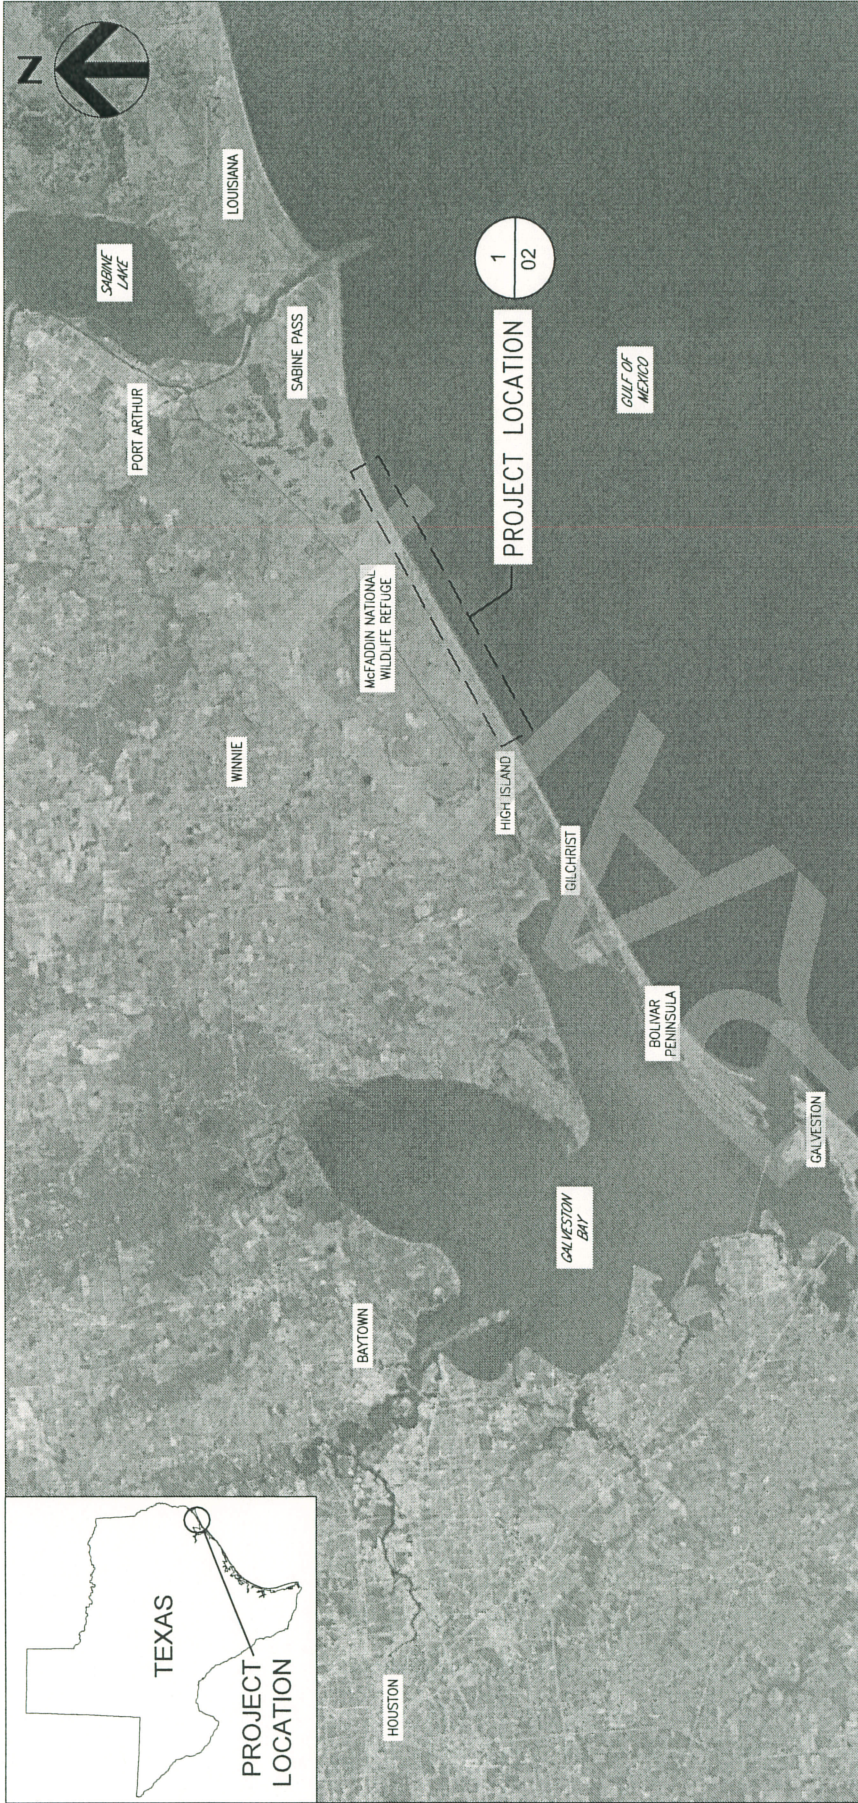 TEXAS
PROJECT
LOCATION
N
SABINE
LAKE
PORT ARTHUR
LOUISIANA
WINNIE
SABINE PASS
BAYTOWN
McFADDIN NATIONAL
WILDLIFE REFUGE
HOUSTON
HIGH ISLAND
PROJECT LOCATION
1
02
GILCHRIST
GALVESTON
BAY
GULF OF
MEXICO
BOLIVAR
PENINSULA
GALVESTON